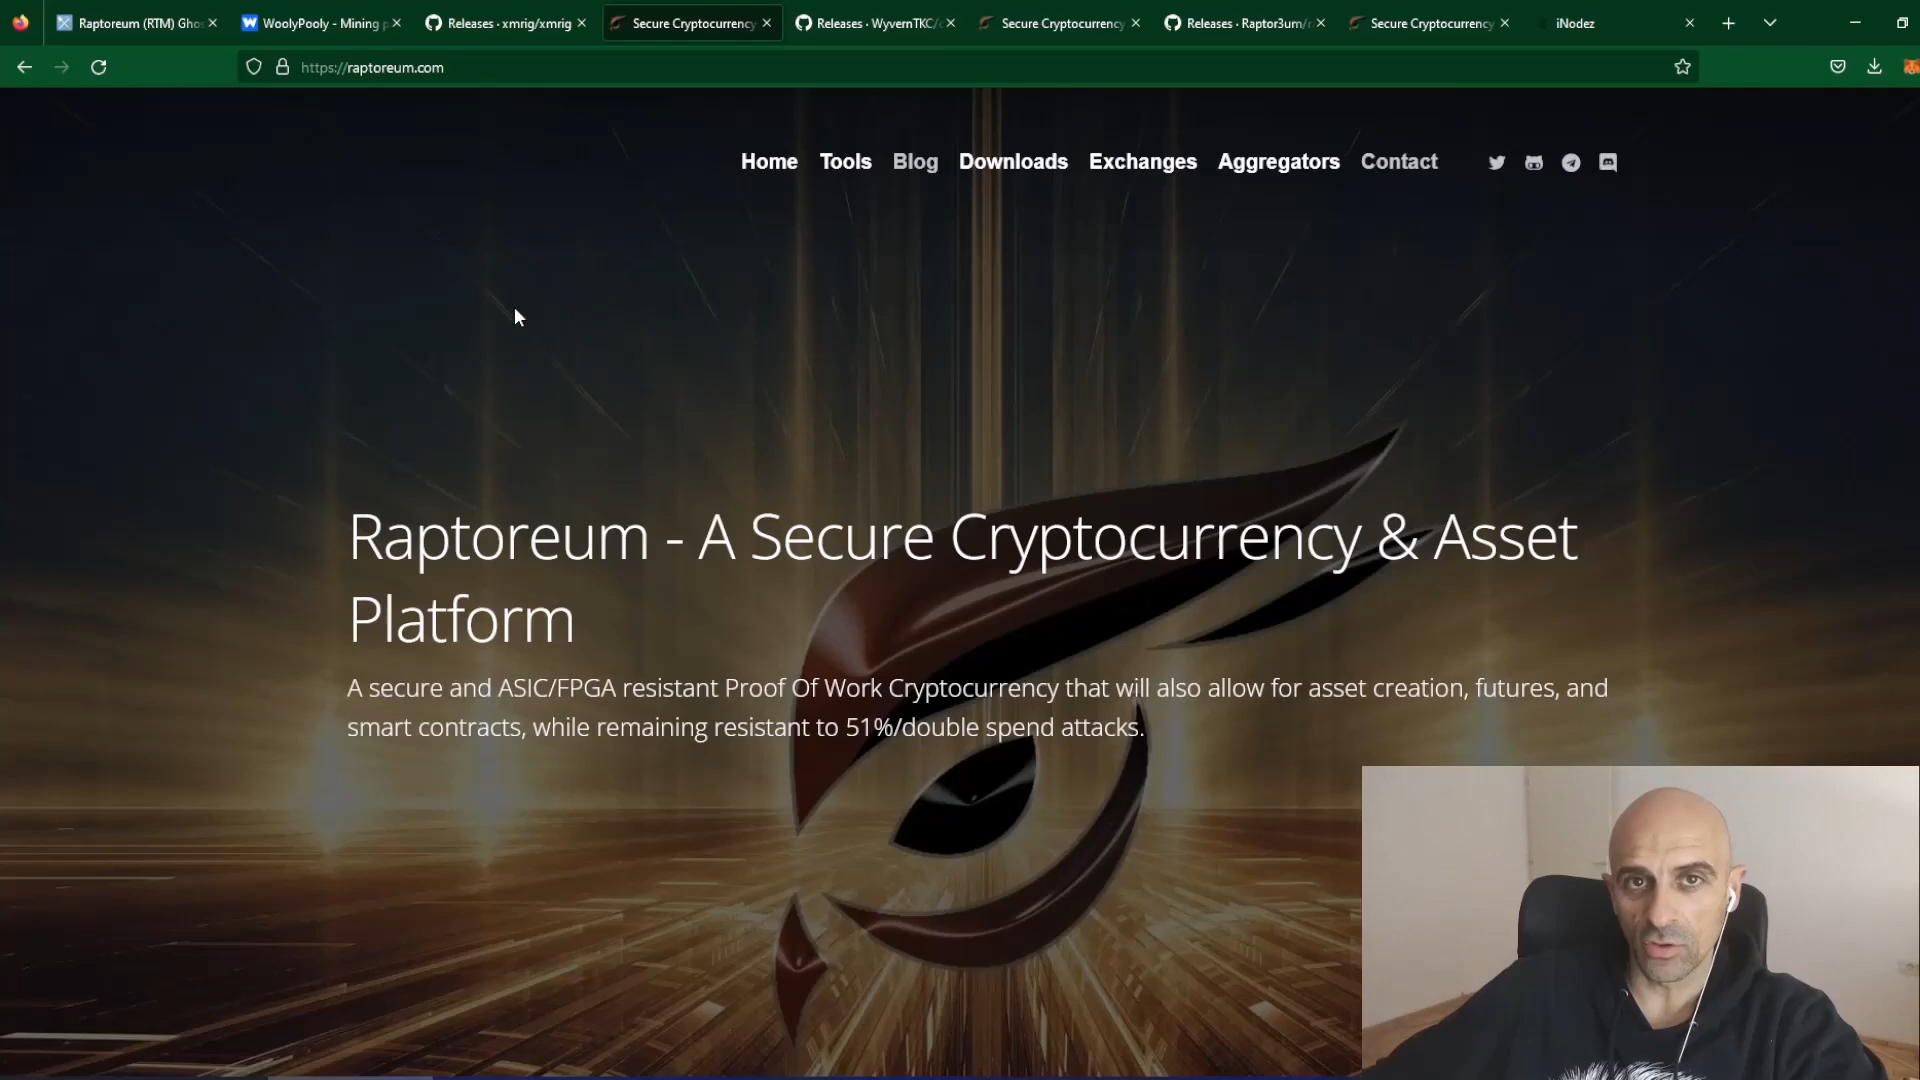 Raptoreum (RTM) Ghos
WoolyPooly - Mining p
Releases · xmrig/xmrig
Secure Cryptocurrency
Releases · WyvernTKC/
Secure Cryptocurrency
Releases · Raptor3um/r
Secure Cryptocurrency
iNodez
https://raptoreum.com
Home Tools Blog Downloads Exchanges Aggregators Contact
Raptoreum - A Secure Cryptocurrency & Asset
Platform
A secure and ASIC/FPGA resistant Proof Of Work Cryptocurrency that will also allow for asset creation, futures, and
smart contracts, while remaining resistant to 51%/double spend attacks.